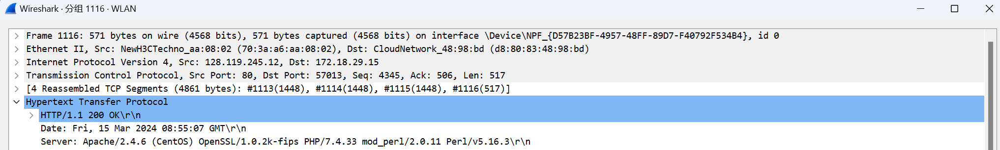 Wireshark · 分组 1116 · WLAN
Frame 1116: 571 bytes on wire (4568 bits), 571 bytes captured (4568 bits) on interface \Device\NPF_{D57B23BF-4957-48FF-89D7-F40792F534B4}, id 0
Ethernet II, Src: NewH3CTechno_aa:08:02 (70:3a:a6:aa:08:02), Dst: CloudNetwork_48:98:bd (d8:80:83:48:98:bd)
Internet Protocol Version 4, Src: 128.119.245.12, Dst: 172.18.29.15
Transmission Control Protocol, Src Port: 80, Dst Port: 57013, Seq: 4345, Ack: 506, Len: 517
[4 Reassembled TCP Segments (4861 bytes): #1113(1448), #1114(1448), #1115(1448), #1116(517)]
Hypertext Transfer Protocol
HTTP/1.1 200 OK\r\n
Date: Fri, 15 Mar 2024 08:55:07 GMT\r\n
Server: Apache/2.4.6 (CentOS) OpenSSL/1.0.2k-fips PHP/7.4.33 mod_perl/2.0.11 Perl/v5.16.3\r\n